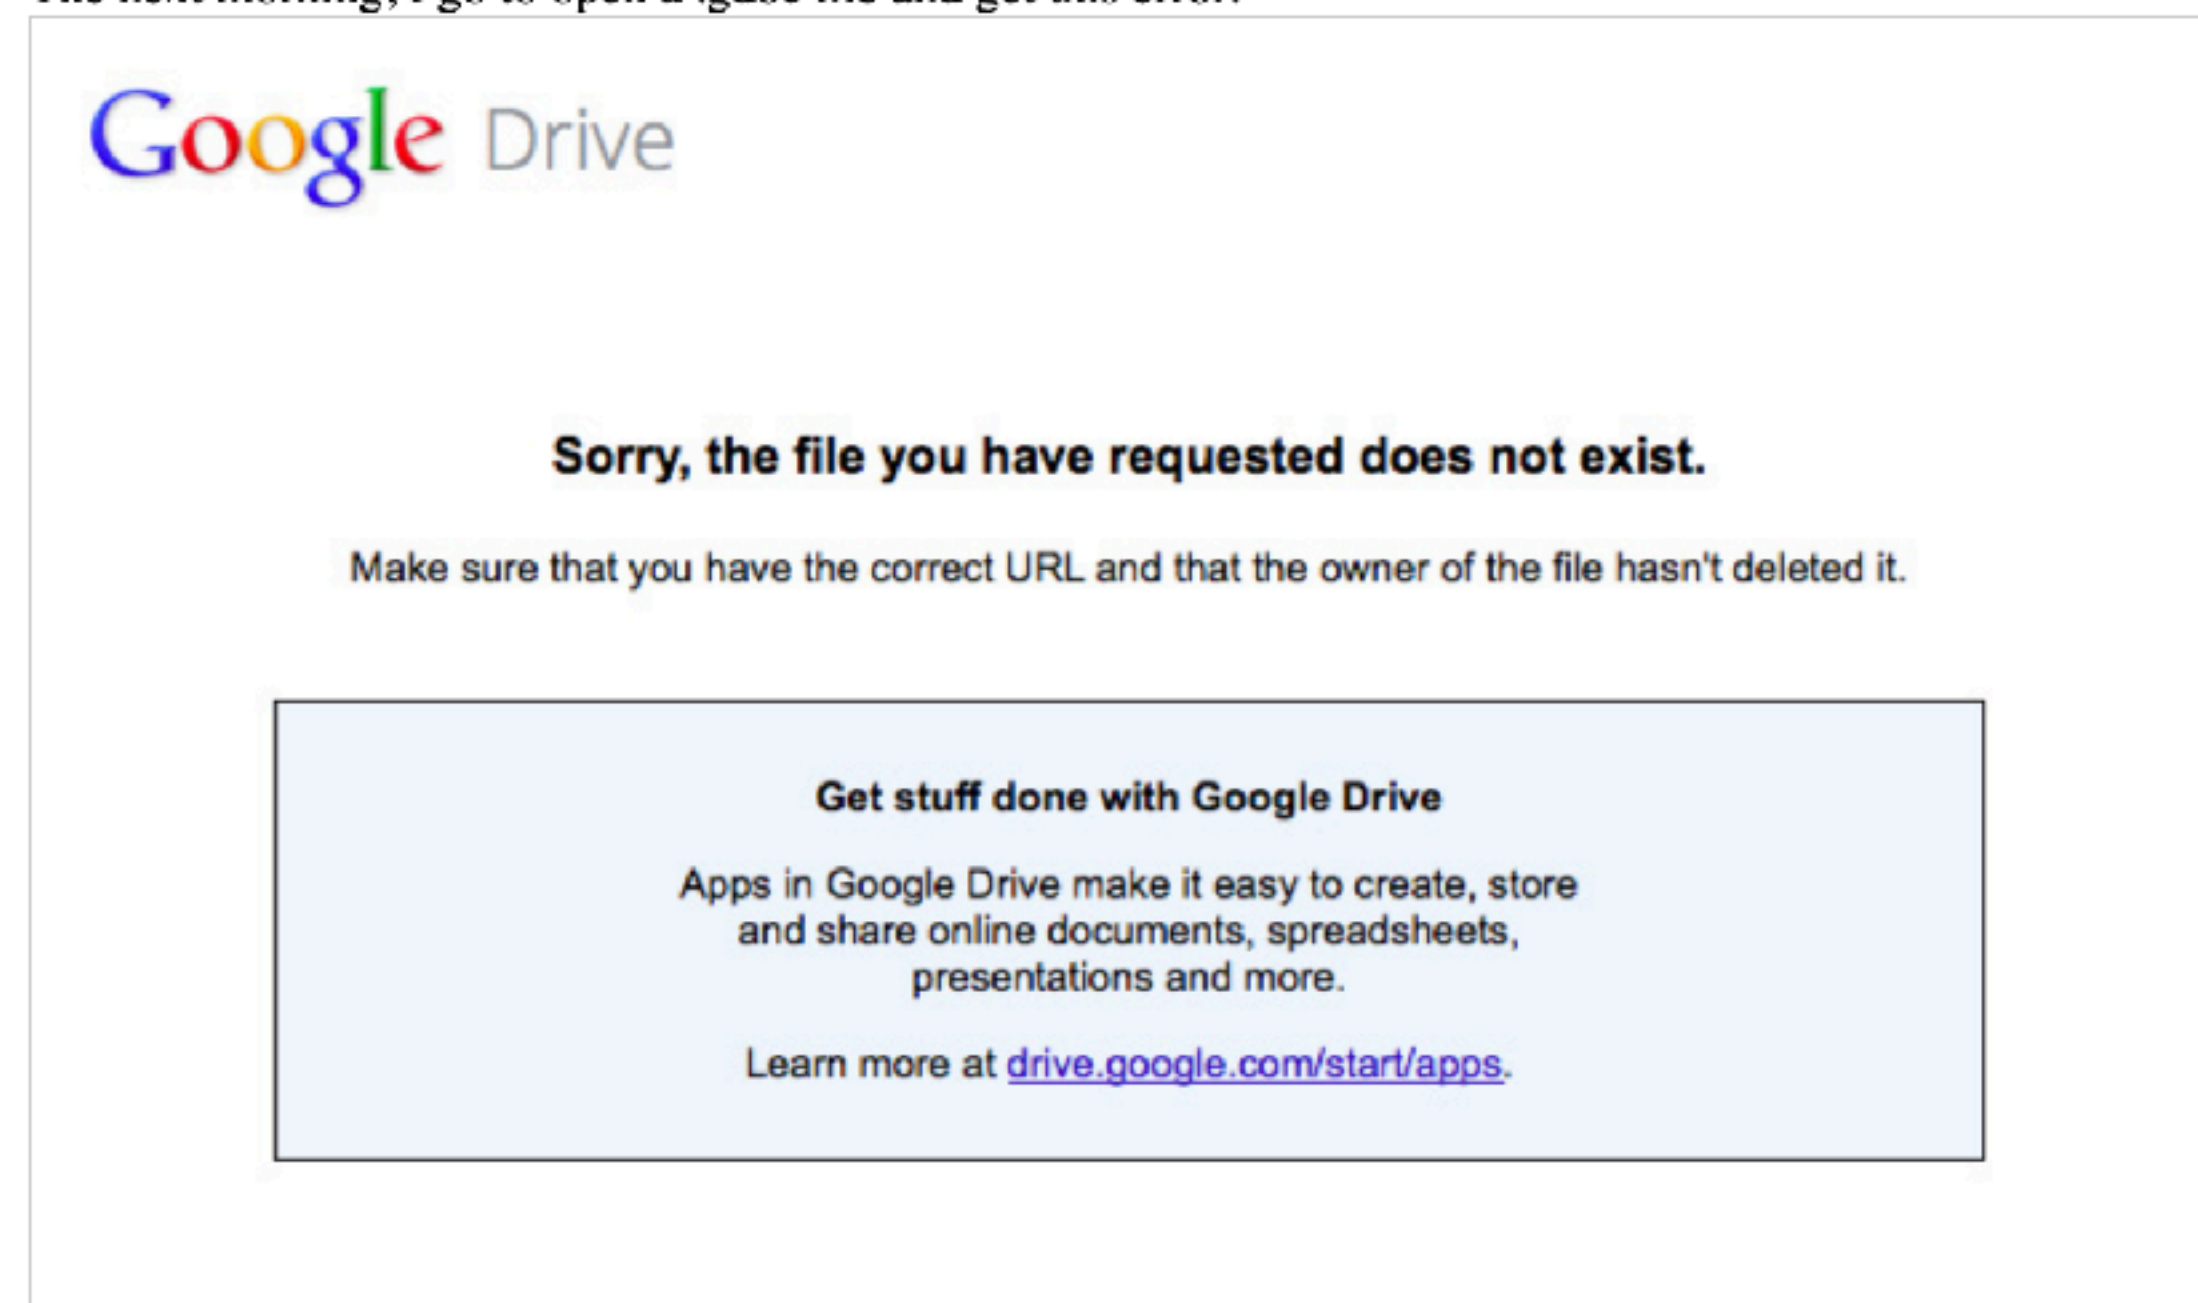 Google Drive
Sorry, the file you have requested does not exist.
Make sure that you have the correct URL and that the owner of the file hasn't deleted it.
Get stuff done with Google Drive
Apps in Google Drive make it easy to create, store
and share online documents, spreadsheets,
presentations and more.
Learn more at drive.google.com/start/apps.